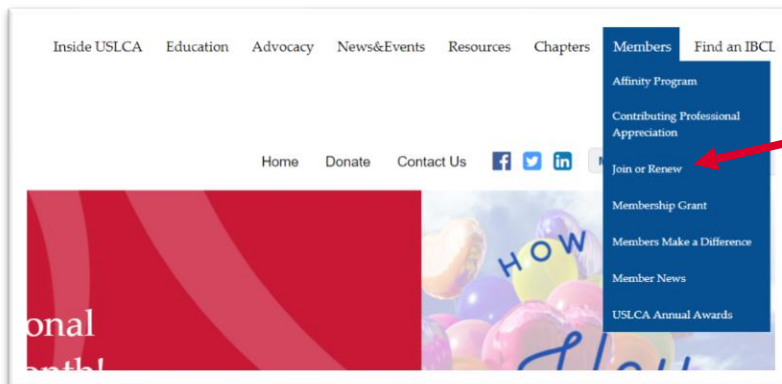 Inside USLCA Education Advocacy News&Events Resources Chapters Members Find an IBCL
Affinity Program
Contributing Professional
Appreciation
Home Donate Contact Us
Join or Renew
Membership Grant
Members Make a Difference
Member News
USLCA Annual Awards
HOW
onal